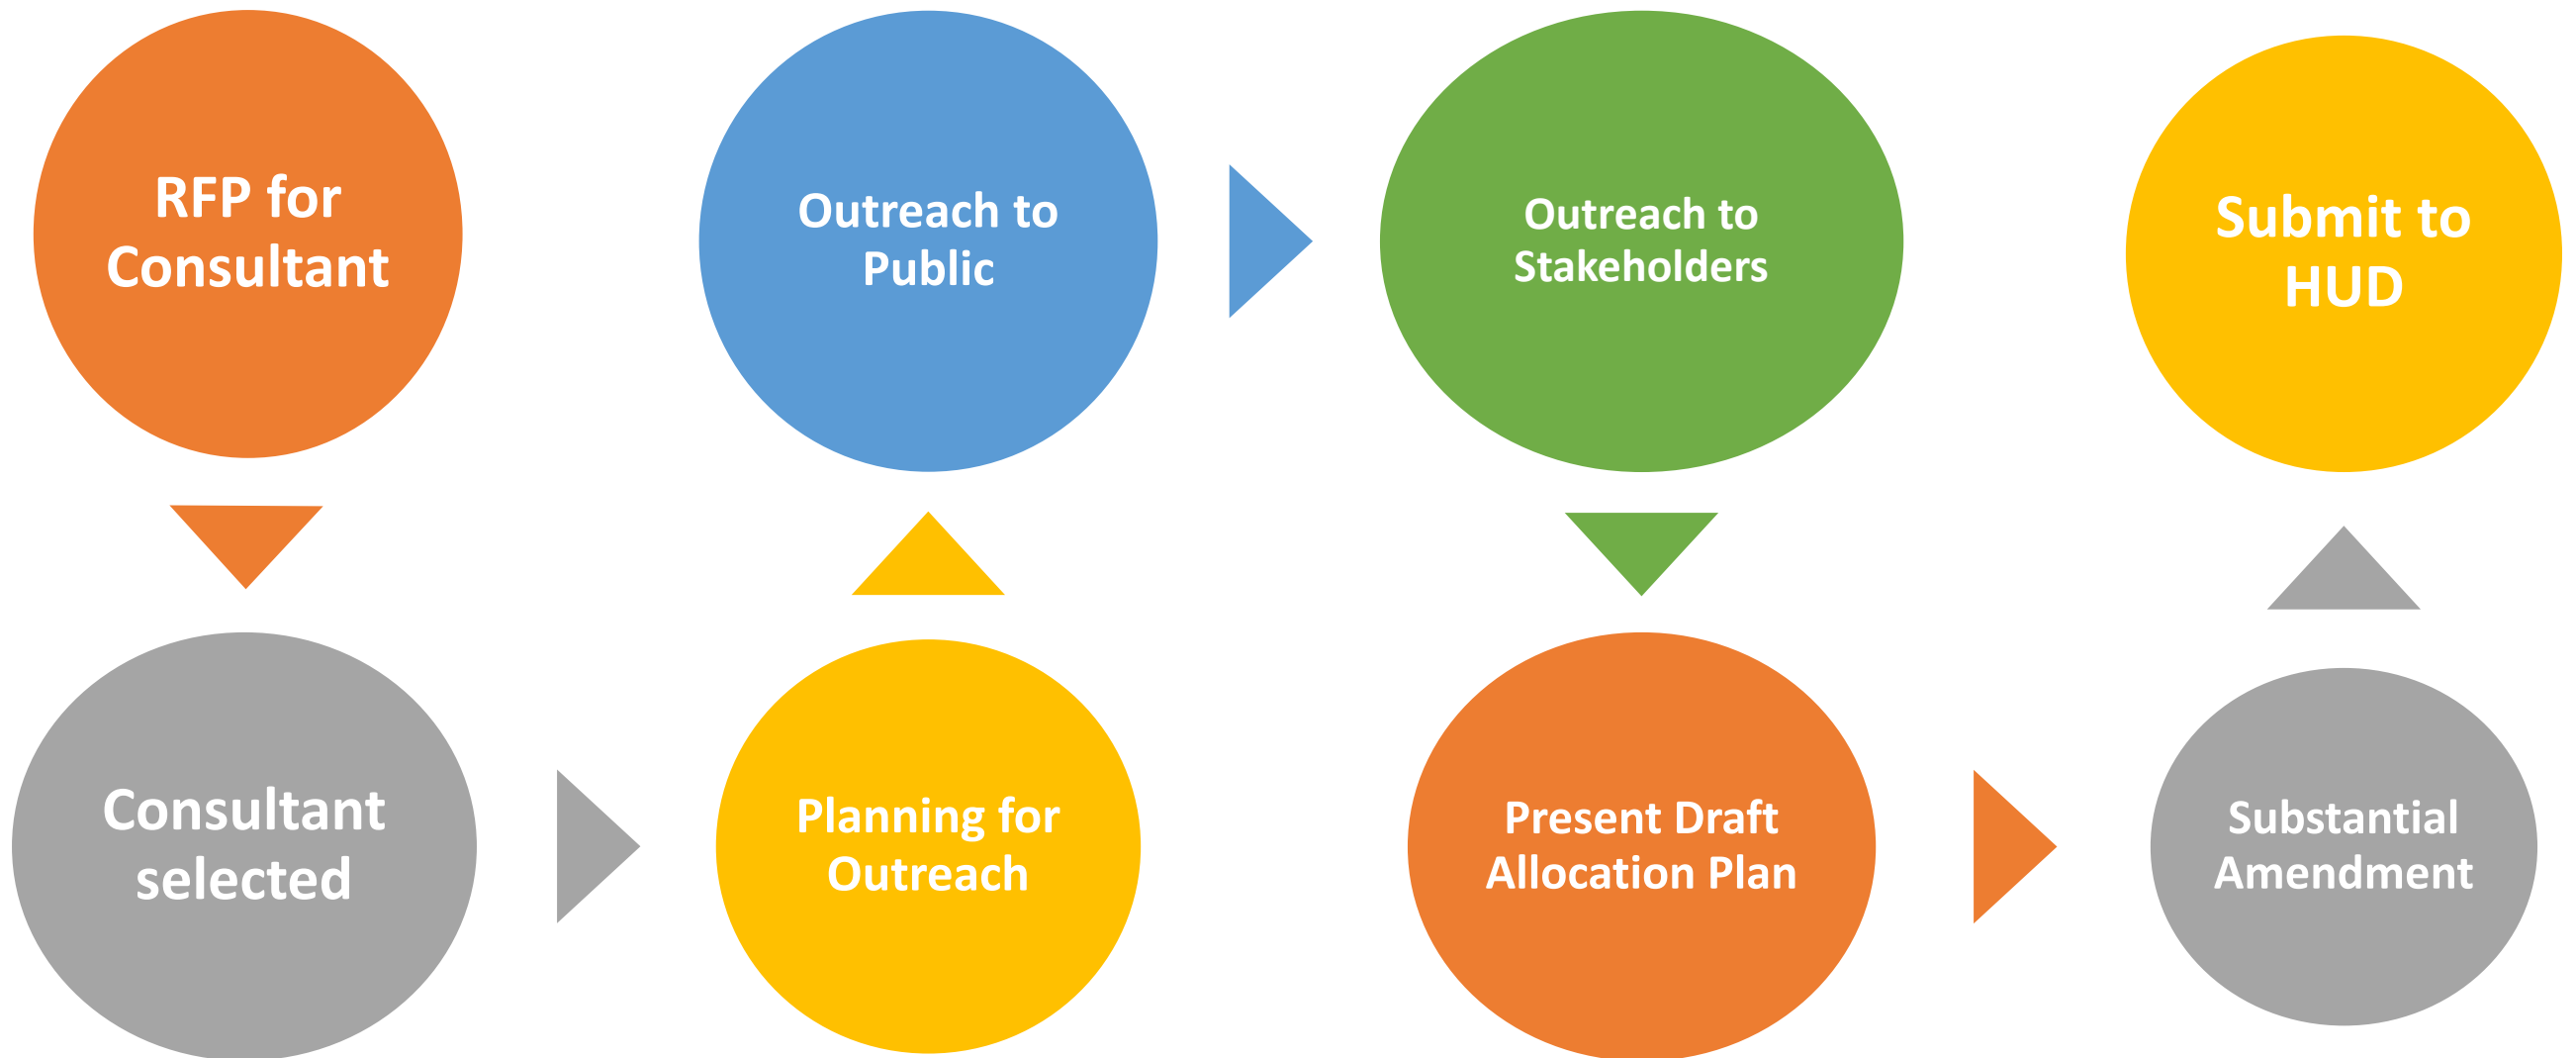 RFP for
Consultant
Consultant
selected
Planning for
Outreach
Outreach to
Public
Outreach to
Stakeholders
Present Draft
Allocation Plan
Substantial
Amendment
Submit to
HUD